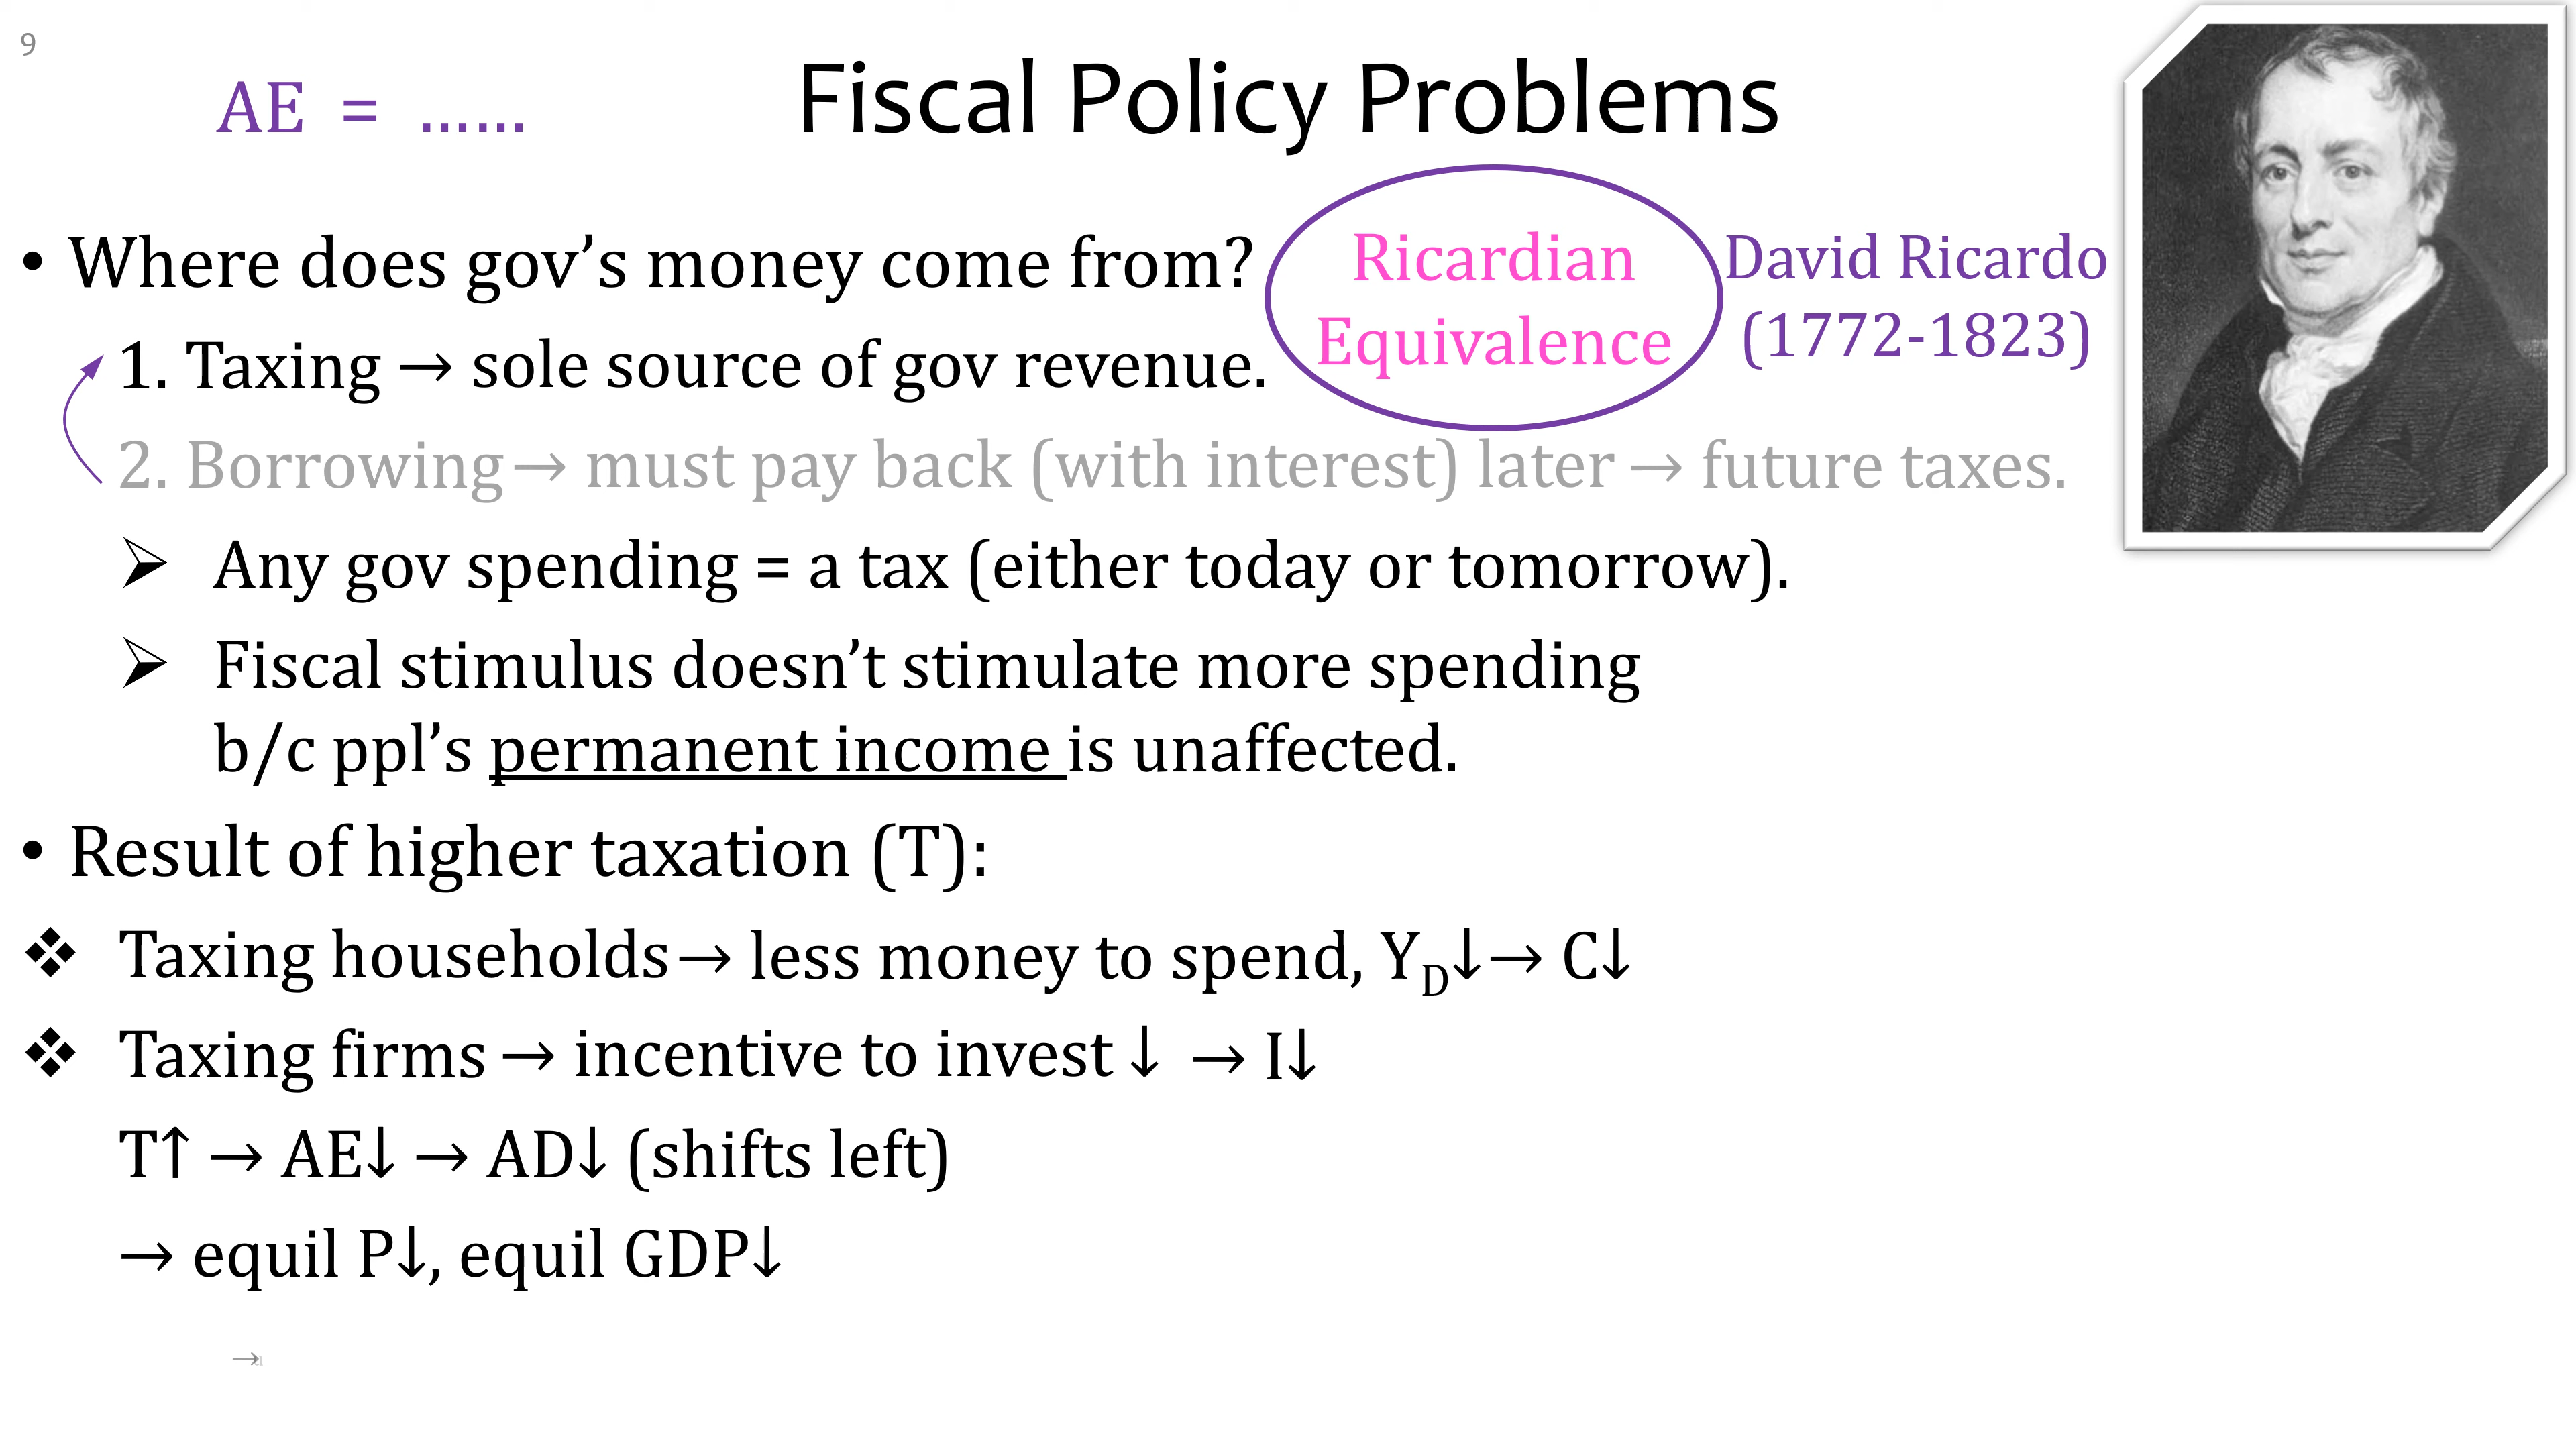 9
AE = ......
Fiscal Policy Problems
• Where does gov’s money come from?
Ricardian
Equivalence
David Ricardo
(1772-1823)
1. Taxing → sole source of gov revenue.
2. Borrowing → must pay back (with interest) later → future taxes.
➢ Any gov spending = a tax (either today or tomorrow).
➢ Fiscal stimulus doesn’t stimulate more spending
b/c ppl’s permanent income is unaffected.
• Result of higher taxation (T):
❖ Taxing households → less money to spend, Y_D↓→ C↓
❖ Taxing firms → incentive to invest ↓ → I↓
T↑ → AE↓ → AD↓ (shifts left)
→ equil P↓, equil GDP↓
→